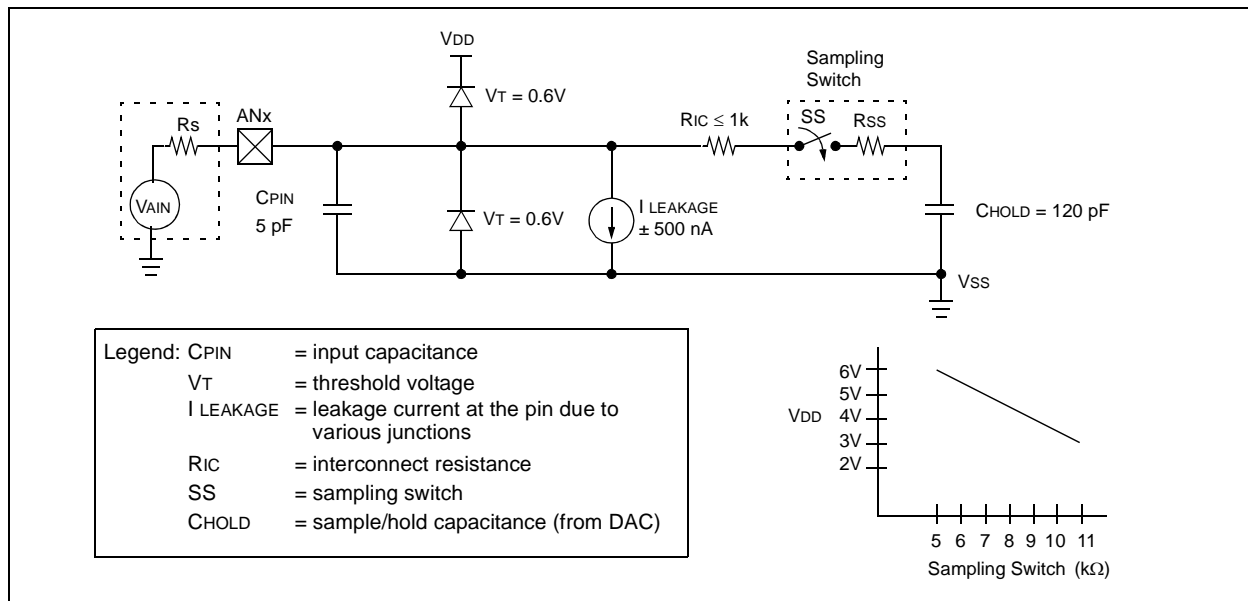 VDD
Sampling
Switch
VT = 0.6V
ANx
RIC ≤ 1k
SS
RSS
Rs
VAIN
CPIN
5 pF
VT = 0.6V
I LEAKAGE
± 500 nA
CHOLD = 120 pF
VSS
Legend: CPIN = input capacitance
VT = threshold voltage
I LEAKAGE = leakage current at the pin due to
various junctions
RIC = interconnect resistance
SS = sampling switch
CHOLD = sample/hold capacitance (from DAC)
6V
5V
VDD 4V
3V
2V
5 6 7 8 9 10 11
Sampling Switch (kΩ)